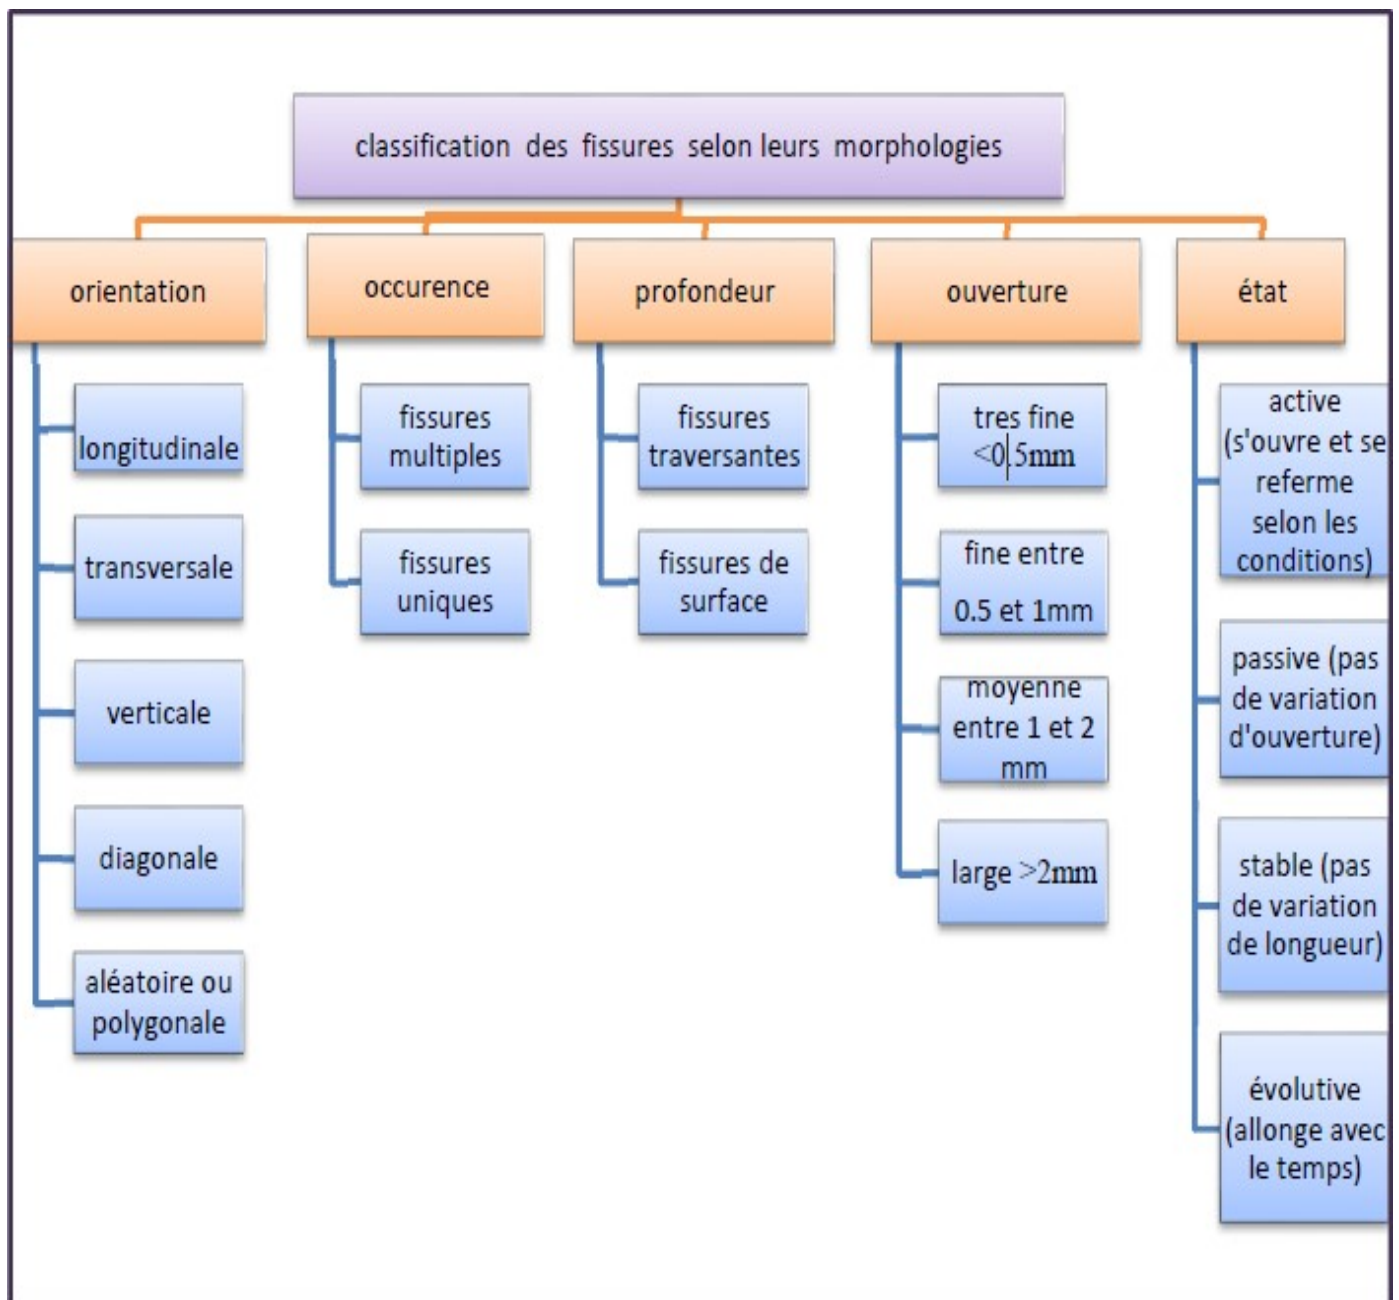 classification des fissures selon leurs morphologies
orientation
longitudinale
transversale
verticale
diagonale
aléatoire ou
polygonale
occurence
fissures
multiples
fissures
uniques
profondeur
fissures
traversantes
fissures de
surface
ouverture
tres fine
<0.5mm
fine entre
0.5 et 1mm
moyenne
entre 1 et 2
mm
large >2mm
état
active
(s'ouvre et se
referme
selon les
conditions)
passive (pas
de variation
d'ouverture)
stable (pas
de variation
de longueur)
évolutive
(allonge avec
le temps)